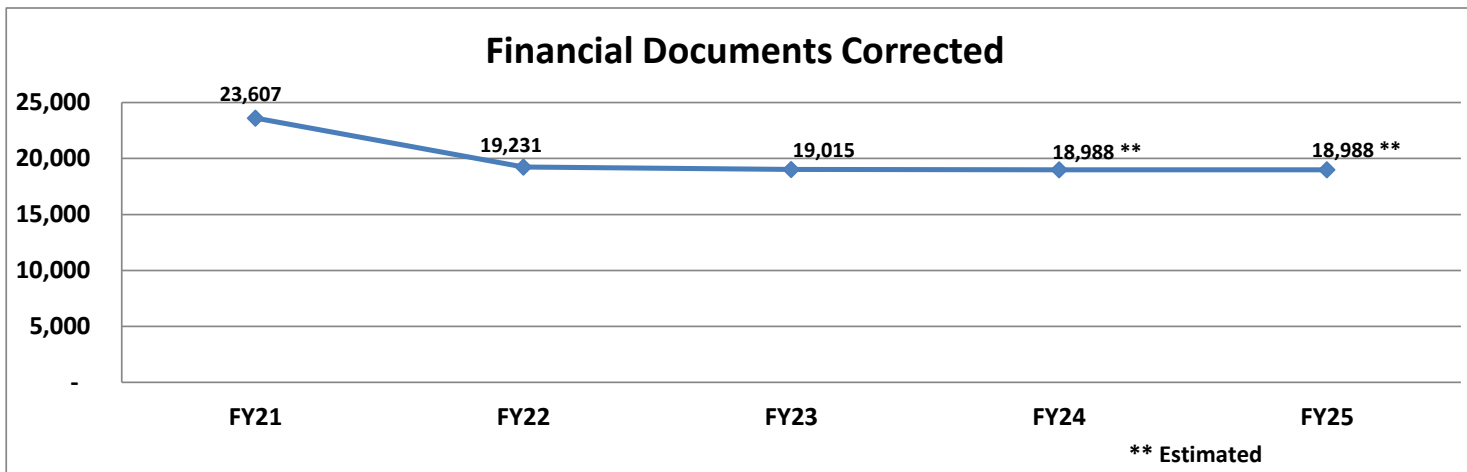 Financial Documents Corrected
23,607
19,231
19,015
18,988 **
18,988 **
25,000
20,000
15,000
10,000
5,000
-
FY21
FY22
FY23
FY24
FY25
** Estimated